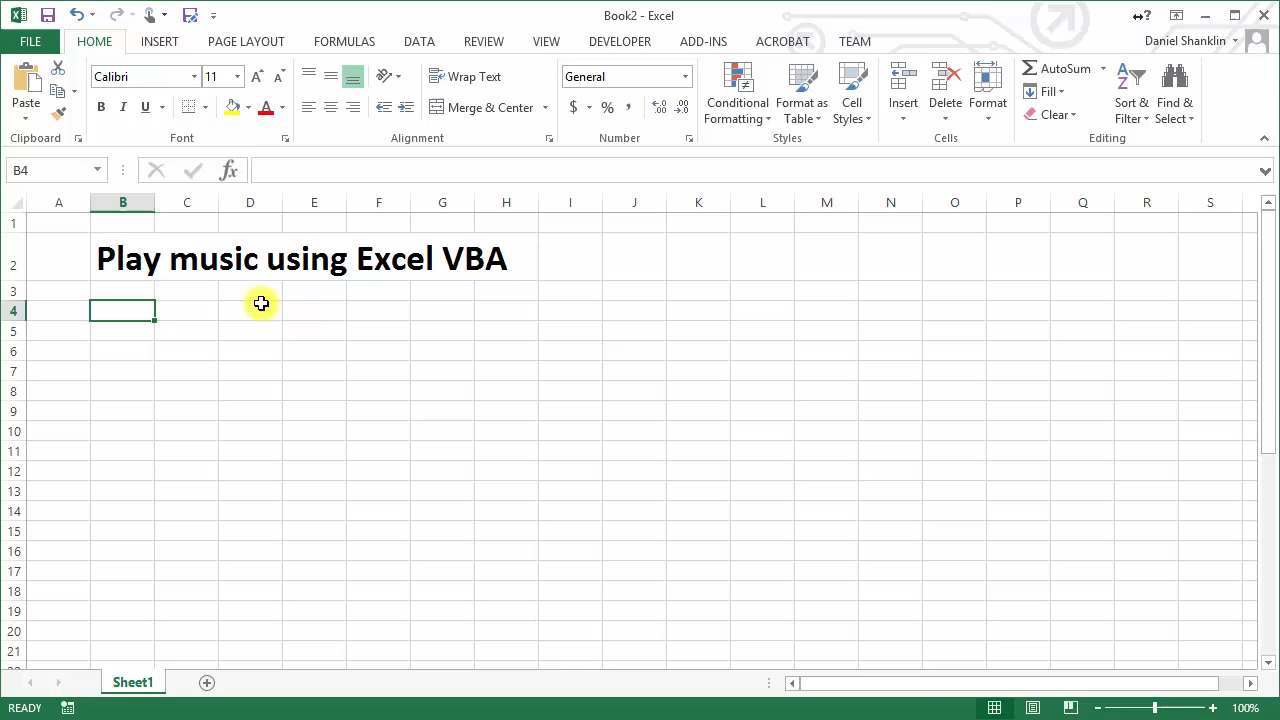 Book2 - Excel
FILE HOME INSERT PAGE LAYOUT FORMULAS DATA REVIEW VIEW DEVELOPER ADD-INS ACROBAT TEAM Daniel Shanklin
Paste
Clipboard
Calibri 11
B I U A
Font
Wrap Text
Merge & Center
Alignment
General
$ % ,
Number
Conditional Formatting
Format as Table
Cell Styles
Styles
Insert Delete Format
Cells
AutoSum
Fill
Clear
Sort & Filter
Find & Select
Editing
B4 fx
A B C D E F G H I J K L M N O P Q R S
1
2 Play music using Excel VBA
3
4
5
6
7
8
9
10
11
12
13
14
15
16
17
18
19
20
21
Sheet1
READY 100%